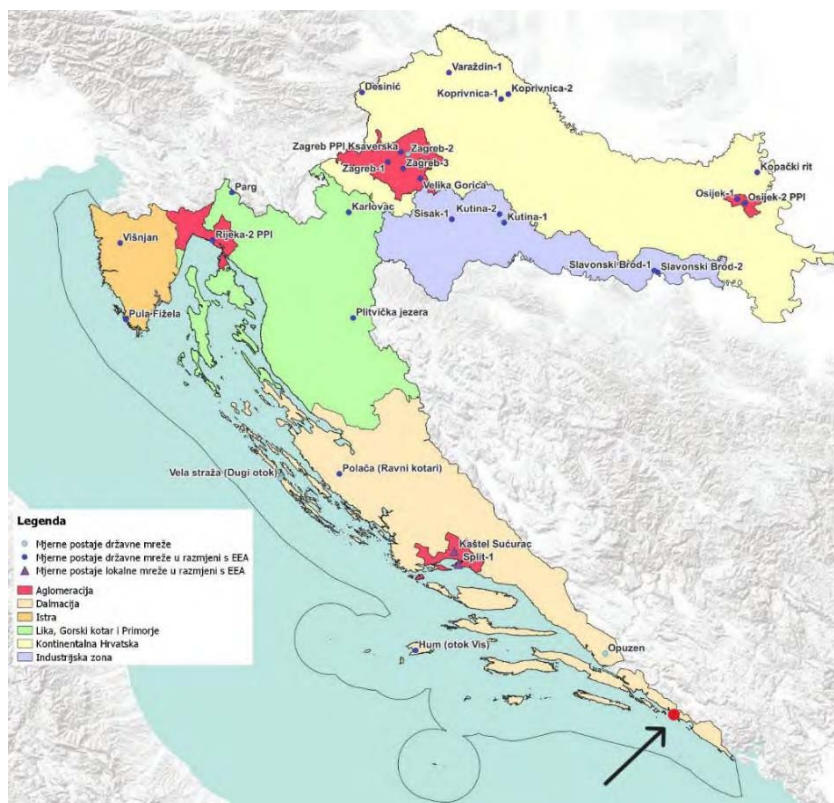 Varaždin-1
Desinić
Koprivnica-2
Koprivnica-1
Zagreb PPI Ksaverska
Zagreb-2
Zagreb-1
Zagreb-3
Velika Gorica
Kopački rit
Osijek-1
Osijek-2 PPI
Parg
Karlovac
Kutina-2
Sisak-1
Kutina-1
Višnjan
Rijeka-2 PPI
Slavonski Brod-1
Slavonski Brod-2
Pula Fižela
Plitvička jezera
Vela straža (Dugi otok)
Polača (Ravni kotari)
Kaštel Sućurac
Split-1
Hum (otok Vis)
Opuzen
Legenda
Mjerne postaje državne mreže
Mjerne postaje državne mreže u razmjeni s EEA
Mjerne postaje lokalne mreže u razmjeni s EEA
Aglomeracija
Dalmacija
Istra
Lika, Gorski kotar i Primorje
Kontinentalna Hrvatska
Industrijska zona